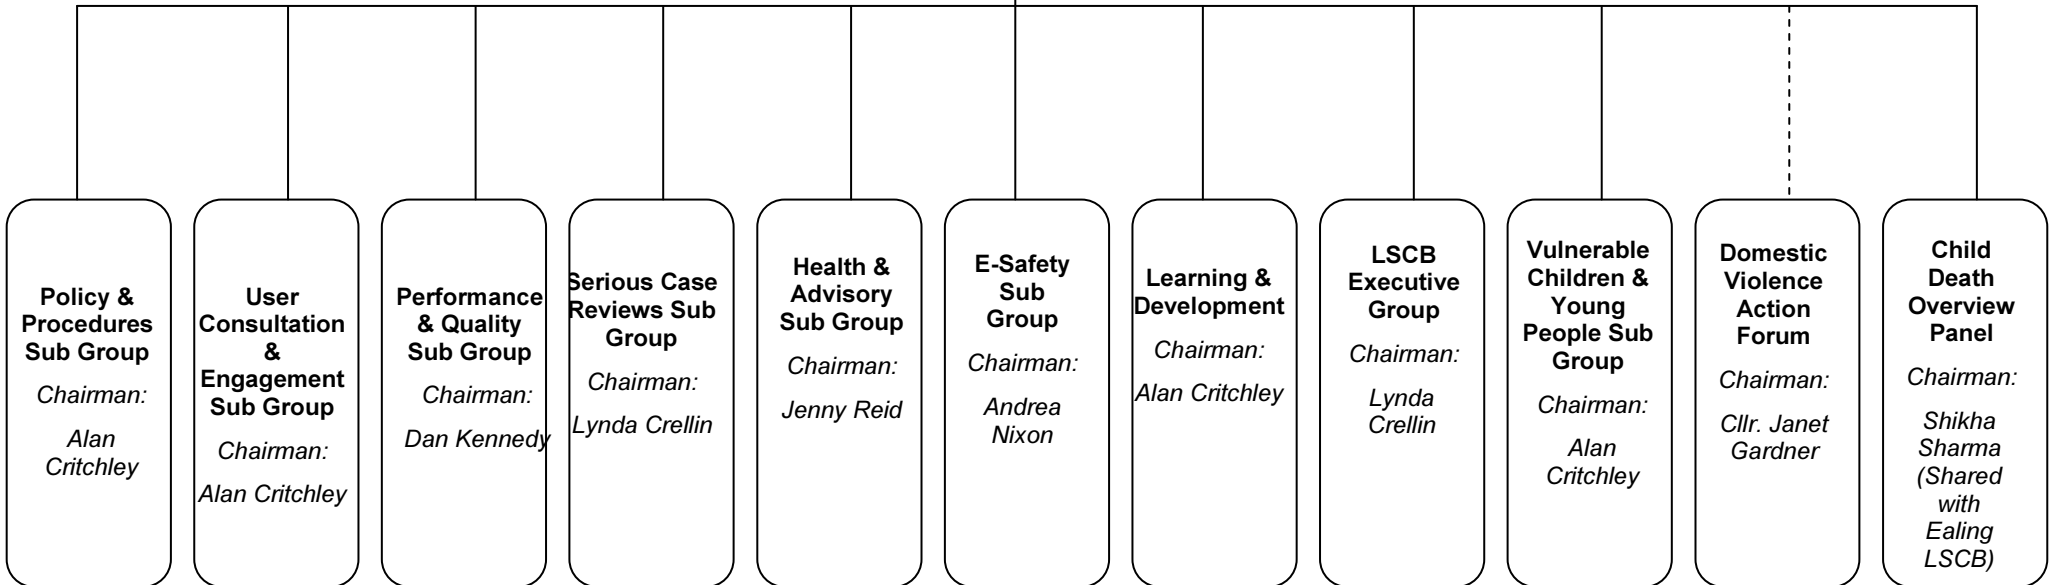 Policy &
Procedures
Sub Group
Chairman:
Alan
Critchley
User
Consultation
&
Engagement
Sub Group
Chairman:
Alan Critchley
Performance
& Quality
Sub Group
Chairman:
Dan Kennedy
Serious Case
Reviews Sub
Group
Chairman:
Lynda Crellin
Health &
Advisory
Sub Group
Chairman:
Jenny Reid
E-Safety
Sub
Group
Chairman:
Andrea
Nixon
Learning &
Development
Chairman:
Alan Critchley
LSCB
Executive
Group
Chairman:
Lynda
Crellin
Vulnerable
Children &
Young
People Sub
Group
Chairman:
Alan
Critchley
Domestic
Violence
Action
Forum
Chairman:
Cllr. Janet
Gardner
Child
Death
Overview
Panel
Chairman:
Shikha
Sharma
(Shared
with
Ealing
LSCB)